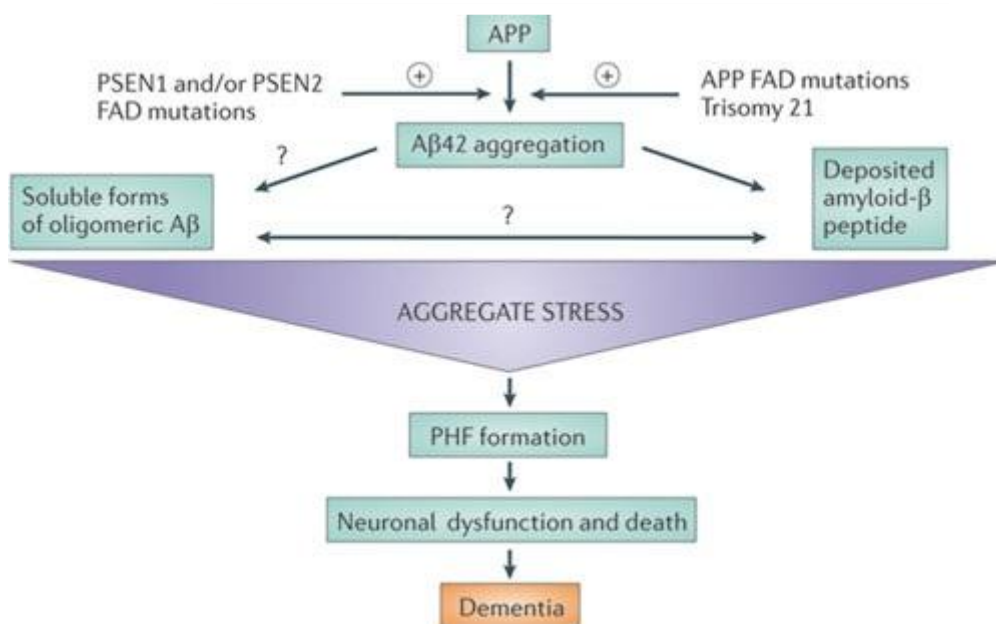 APP
PSEN1 and/or PSEN2
FAD mutations
+
+
APP FAD mutations
Trisomy 21
Aβ42 aggregation
?
Soluble forms
of oligomeric Aβ
?
Deposited
amyloid-β
peptide
AGGREGATE STRESS
PHF formation
Neuronal dysfunction and death
Dementia